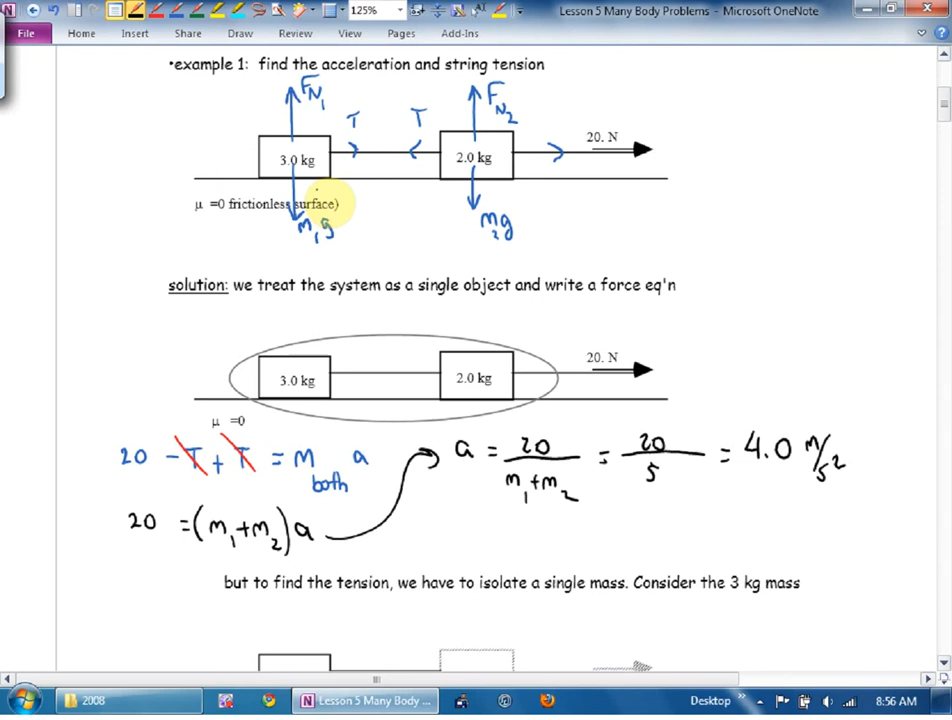 Lesson 5 Many Body Problems - Microsoft OneNote
125%
File Home Insert Share Draw Review View Pages Add-Ins
•example 1: find the acceleration and string tension
FN1 FN2
T T
20. N
3.0 kg 2.0 kg
μ =0 frictionless surface)
m1g m2g
solution: we treat the system as a single object and write a force eq'n
20. N
3.0 kg 2.0 kg
μ =0
20 -T + T = m both a
a = 20/(m1+m2) = 20/5 = 4.0 m/s2
20 = (m1+m2)a
but to find the tension, we have to isolate a single mass. Consider the 3 kg mass
2008 Lesson 5 Many Body ... Desktop 8:56 AM